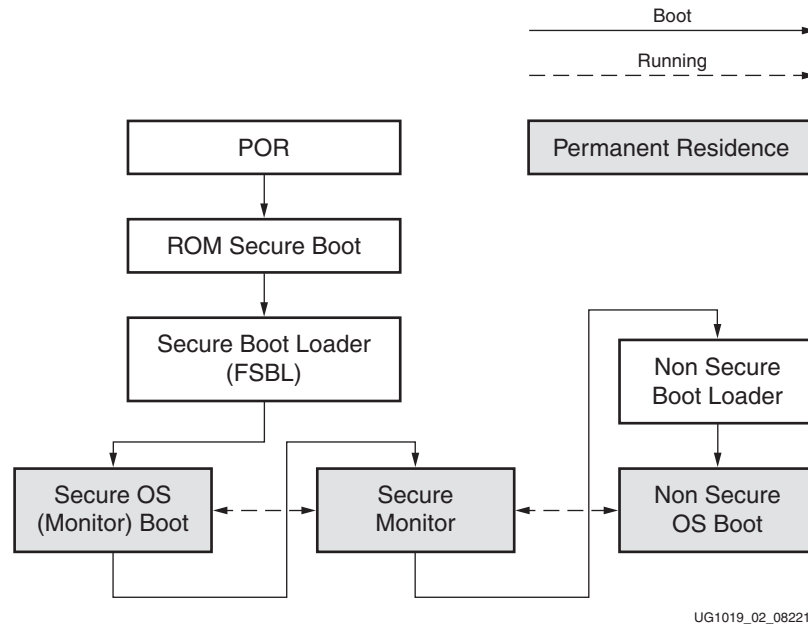 Boot
Running
POR
Permanent Residence
ROM Secure Boot
Secure Boot Loader
(FSBL)
Non Secure
Boot Loader
Secure OS
(Monitor) Boot
Secure
Monitor
Non Secure
OS Boot
UG1019_02_08221